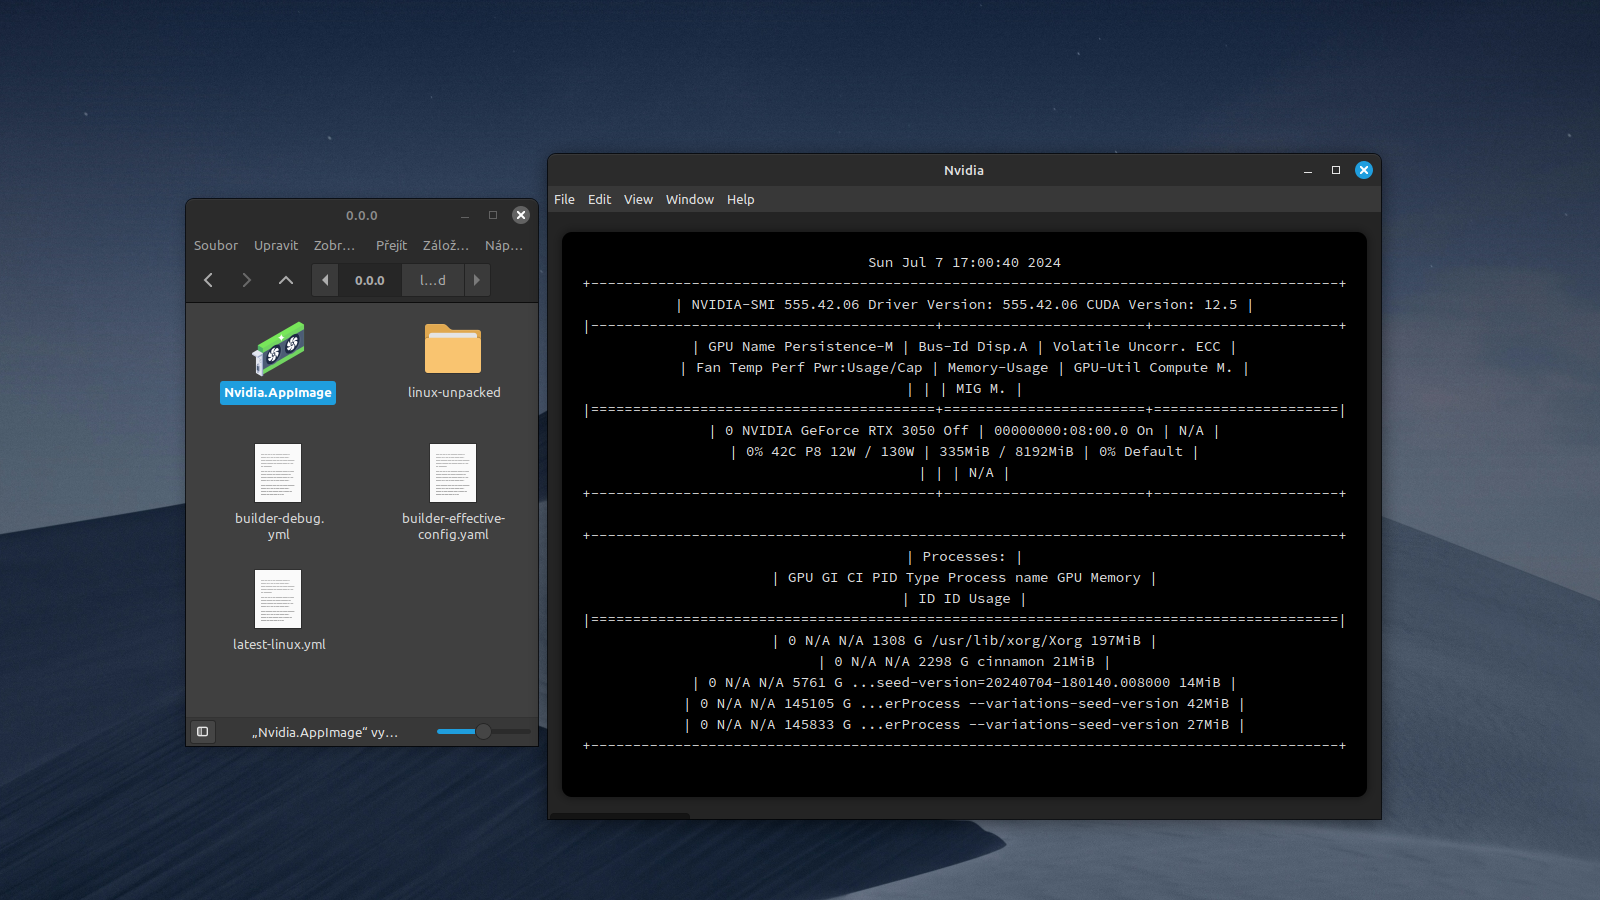 0.0.0
Soubor Upravit Zobr... Přejít Zálož... Náp...
0.0.0 l...d
Nvidia.AppImage
linux-unpacked
builder-debug.
yml
builder-effective-
config.yaml
latest-linux.yml
„Nvidia.AppImage“ vy...
Nvidia
File Edit View Window Help
Sun Jul 7 17:00:40 2024
+-----------------------------------------------------------------------------------------+
| NVIDIA-SMI 555.42.06 Driver Version: 555.42.06 CUDA Version: 12.5 |
|-----------------------------------------+------------------------+----------------------+
| GPU Name Persistence-M | Bus-Id Disp.A | Volatile Uncorr. ECC |
| Fan Temp Perf Pwr:Usage/Cap | Memory-Usage | GPU-Util Compute M. |
| | | MIG M. |
|=========================================+========================+======================|
| 0 NVIDIA GeForce RTX 3050 Off | 00000000:08:00.0 On | N/A |
| 0% 42C P8 12W / 130W | 335MiB / 8192MiB | 0% Default |
| | | N/A |
+-----------------------------------------+------------------------+----------------------+
+-----------------------------------------------------------------------------------------+
| Processes: |
| GPU GI CI PID Type Process name GPU Memory |
| ID ID Usage |
|=========================================================================================|
| 0 N/A N/A 1308 G /usr/lib/xorg/Xorg 197MiB |
| 0 N/A N/A 2298 G cinnamon 21MiB |
| 0 N/A N/A 5761 G ...seed-version=20240704-180140.008000 14MiB |
| 0 N/A N/A 145105 G ...erProcess --variations-seed-version 42MiB |
| 0 N/A N/A 145833 G ...erProcess --variations-seed-version 27MiB |
+-----------------------------------------------------------------------------------------+